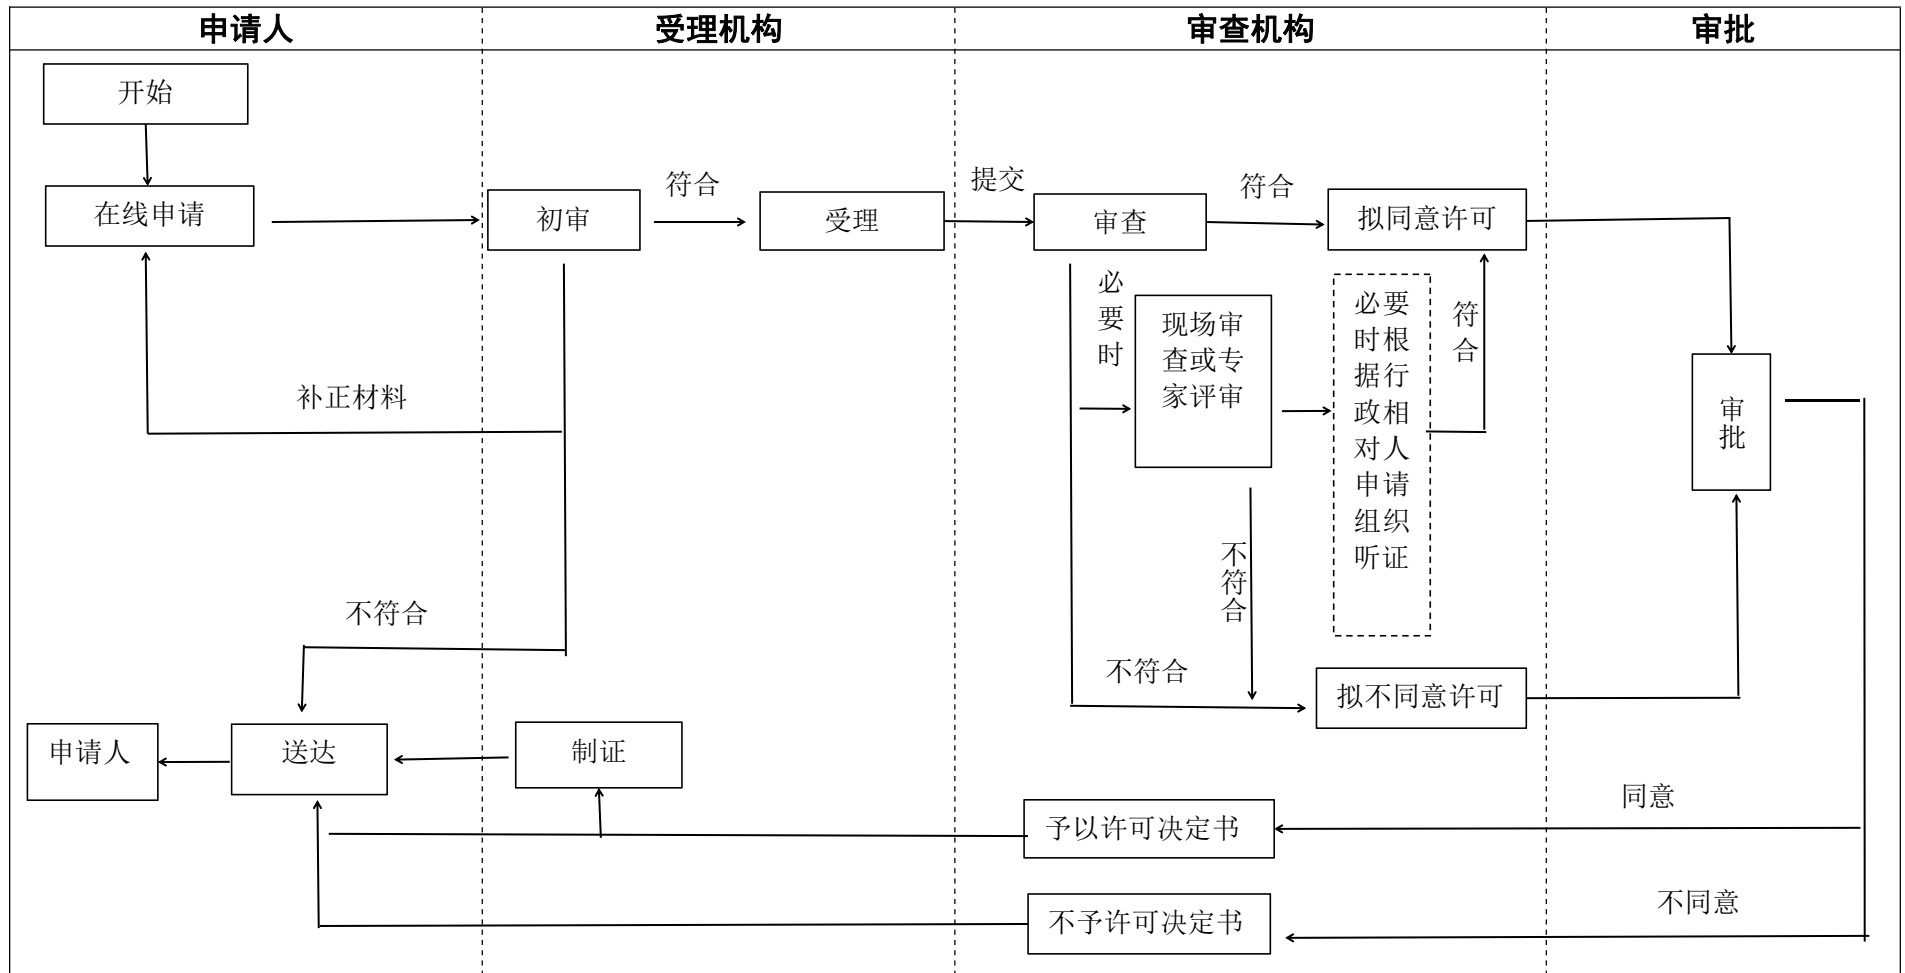 申请人
受理机构
审查机构
审批
开始
在线申请
初审
符合
受理
提交
审查
符合
拟同意许可
必
要
时
现场审
查或专
家评审
必要
时根
据行
政相
对人
申请
组织
听证
符
合
审
批
补正材料
不
符
合
不符合
不符合
拟不同意许可
申请人
送达
制证
同意
予以许可决定书
不同意
不予许可决定书